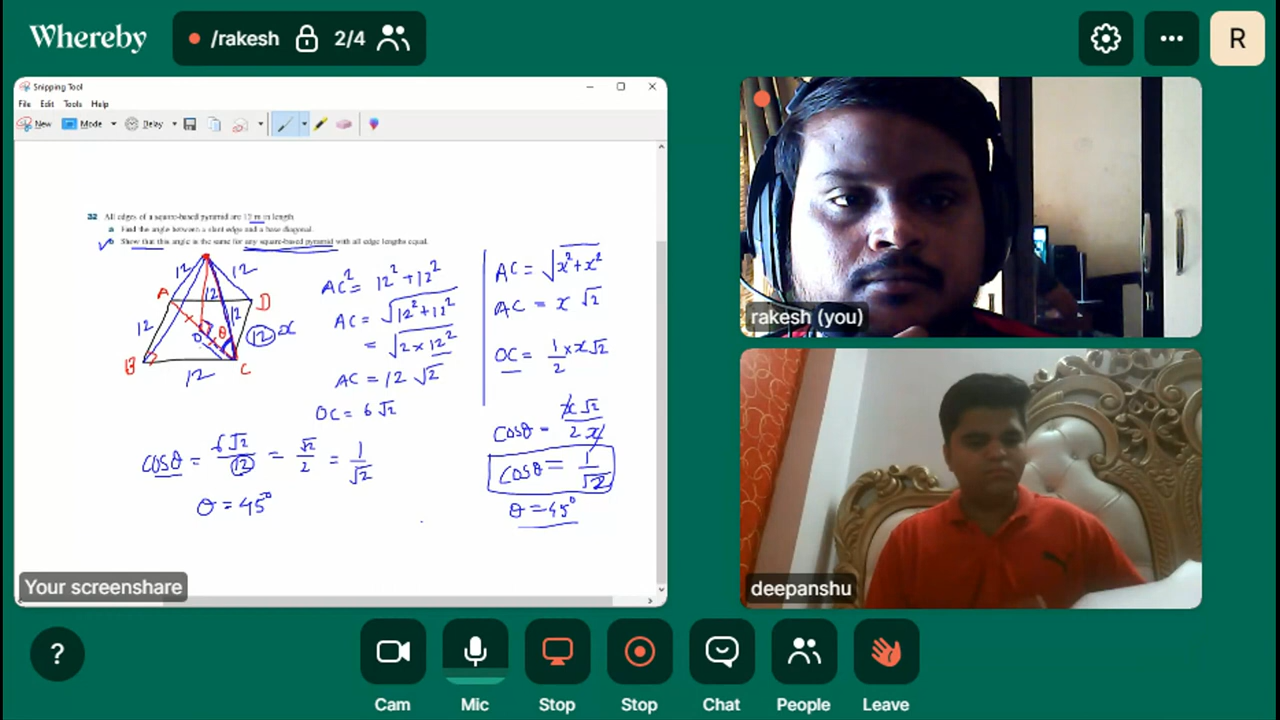 Whereby
/rakesh 2/4
R
Snipping Tool
File Edit Tools Help
New Mode Delay
32 All edges of a square-based pyramid are 12 m in length.
a Find the angle between a slant edge and a base diagonal.
b Show that this angle is the same for any square-based pyramid with all edge lengths equal.
12 12
A 12 D
12 12 θ 12 x
O
B C
12
AC² = 12² + 12²
AC = √12² + 12²
= √2 × 12²
AC = 12 √2
OC = 6 √2
cosθ = 6√2/12 = √2/2 = 1/√2
θ = 45°
AC = √x² + x²
AC = x √2
OC = 1/2 × x√2
cosθ = x√2/2x
cosθ = 1/√2
θ = 45°
Your screenshare
rakesh (you)
deepanshu
?
Cam Mic Stop Stop Chat People Leave